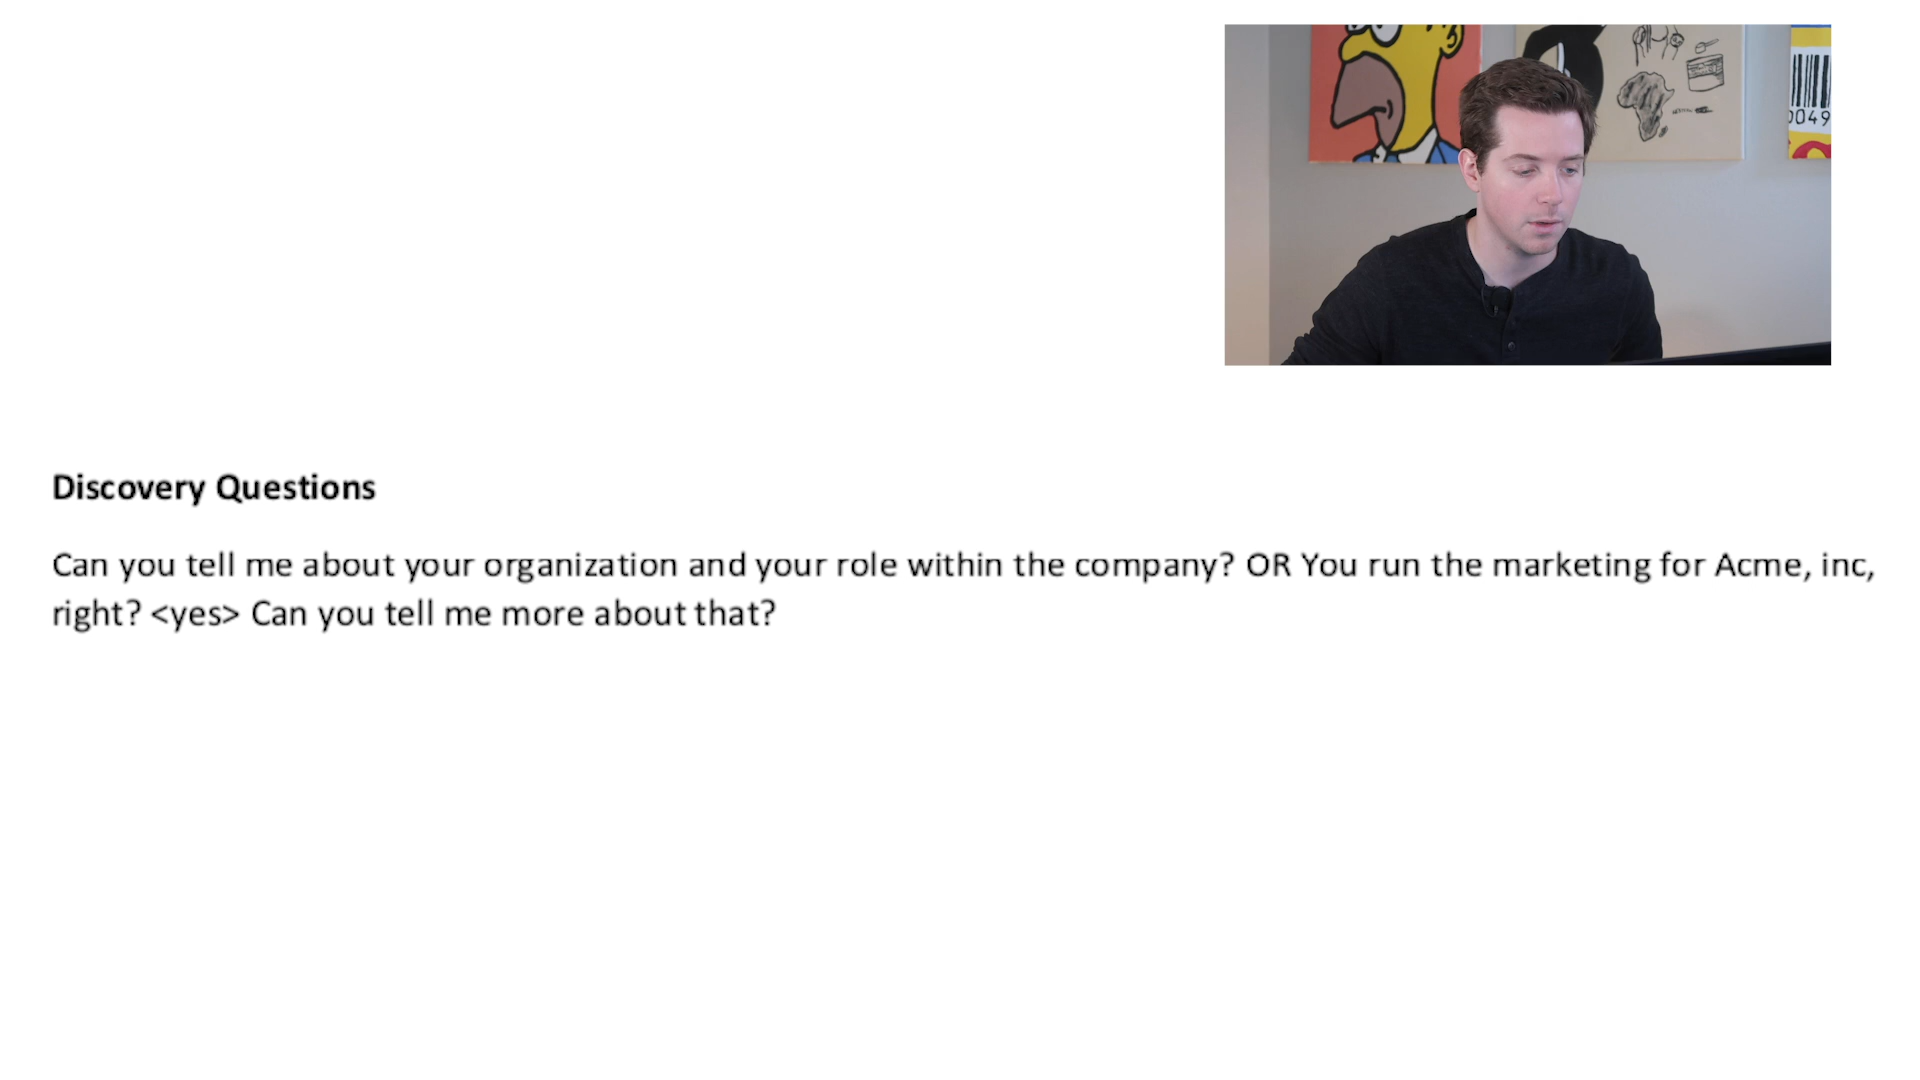 0049
Discovery Questions
Can you tell me about your organization and your role within the company? OR You run the marketing for Acme, inc,
right? <yes> Can you tell me more about that?